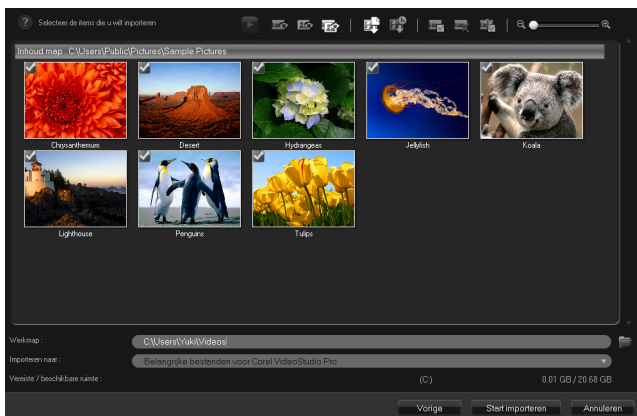 Selecteer de items die u wilt importeren
Inhoud map : C:\Users\Public\Pictures\Sample Pictures
Chrysanthemum Desert Hydrangeas Jellyfish Koala
Lighthouse Penguins Tulips
Werkmap : C:\Users\Yuki\Videos
Importeren naar : Belangrijke bestanden voor Corel VideoStudio Pro
Vereiste / beschikbare ruimte : (C:) 0.01 GB / 20.68 GB
Vorige Start importeren Annuleren